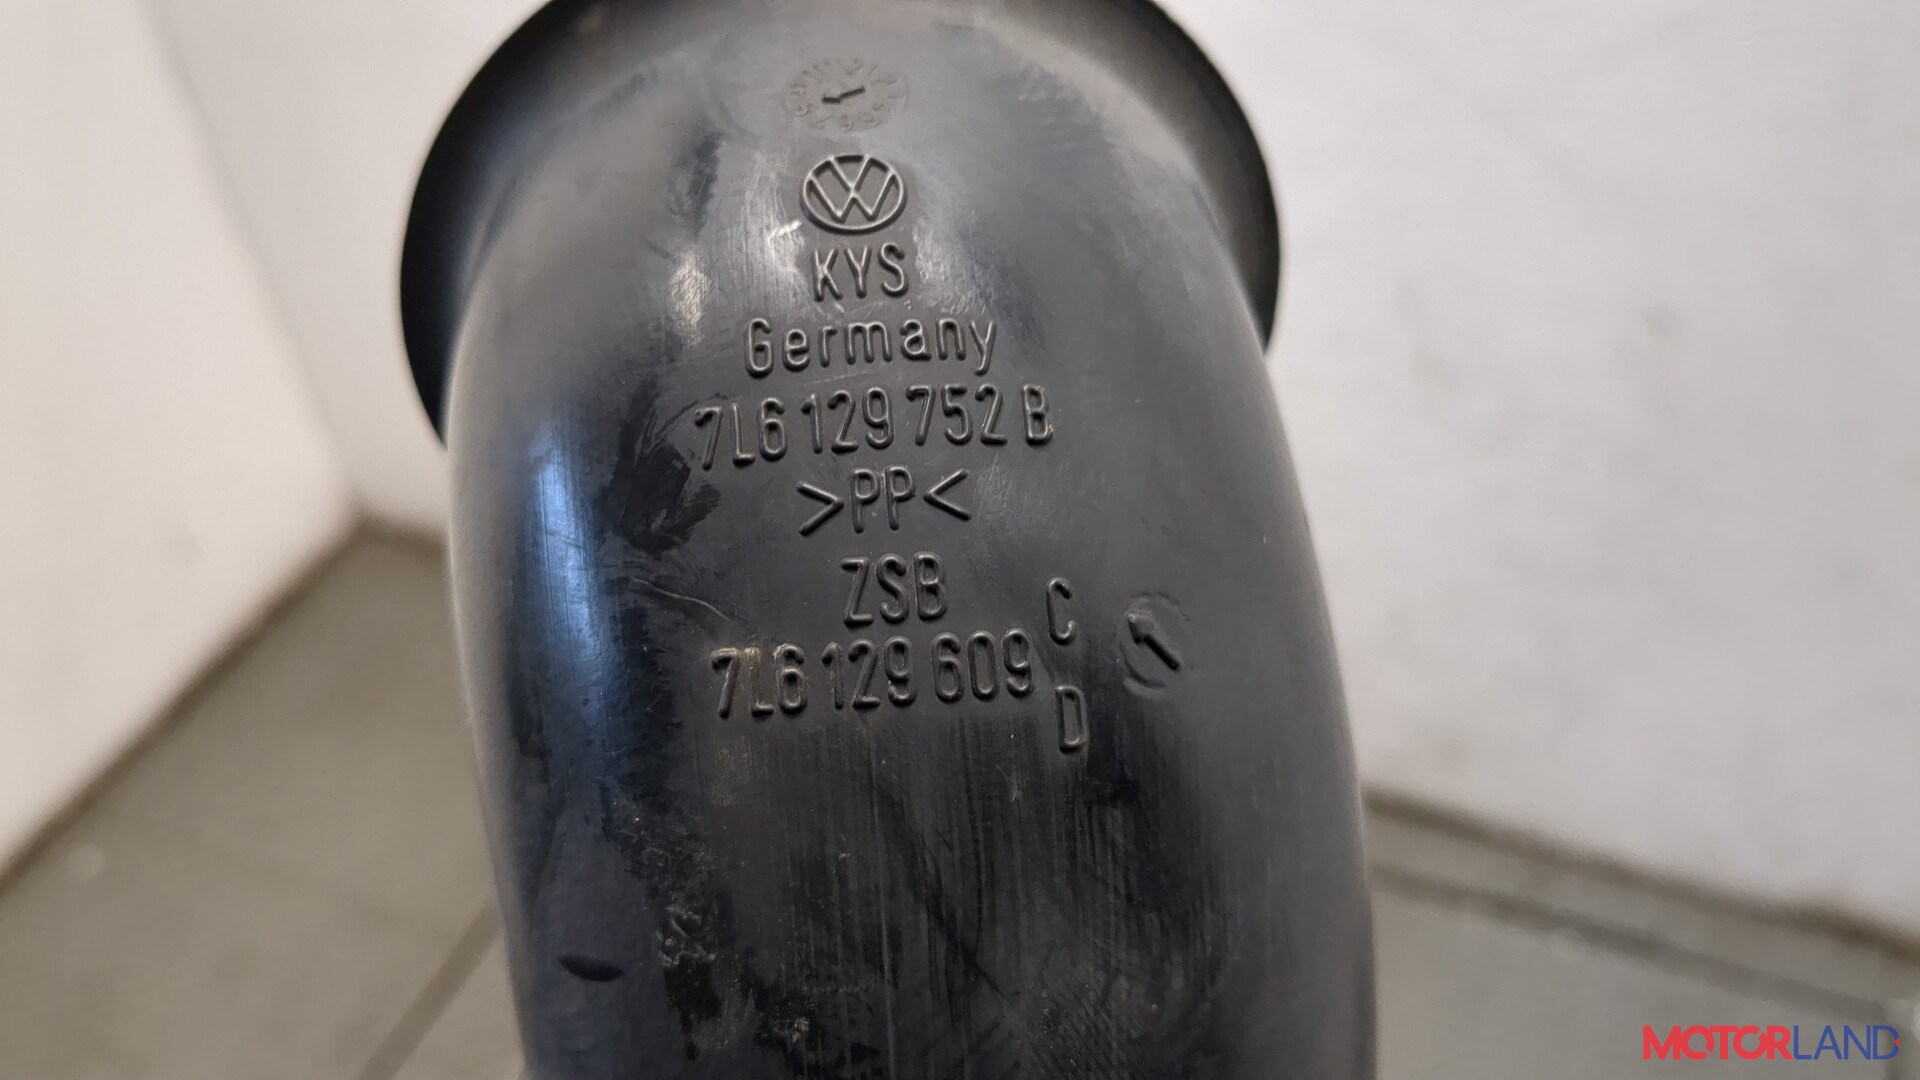 KYS
Germany
7L6 129 752 B
>PP<
ZSB
7L6 129 609 C
D
MOTORLAND